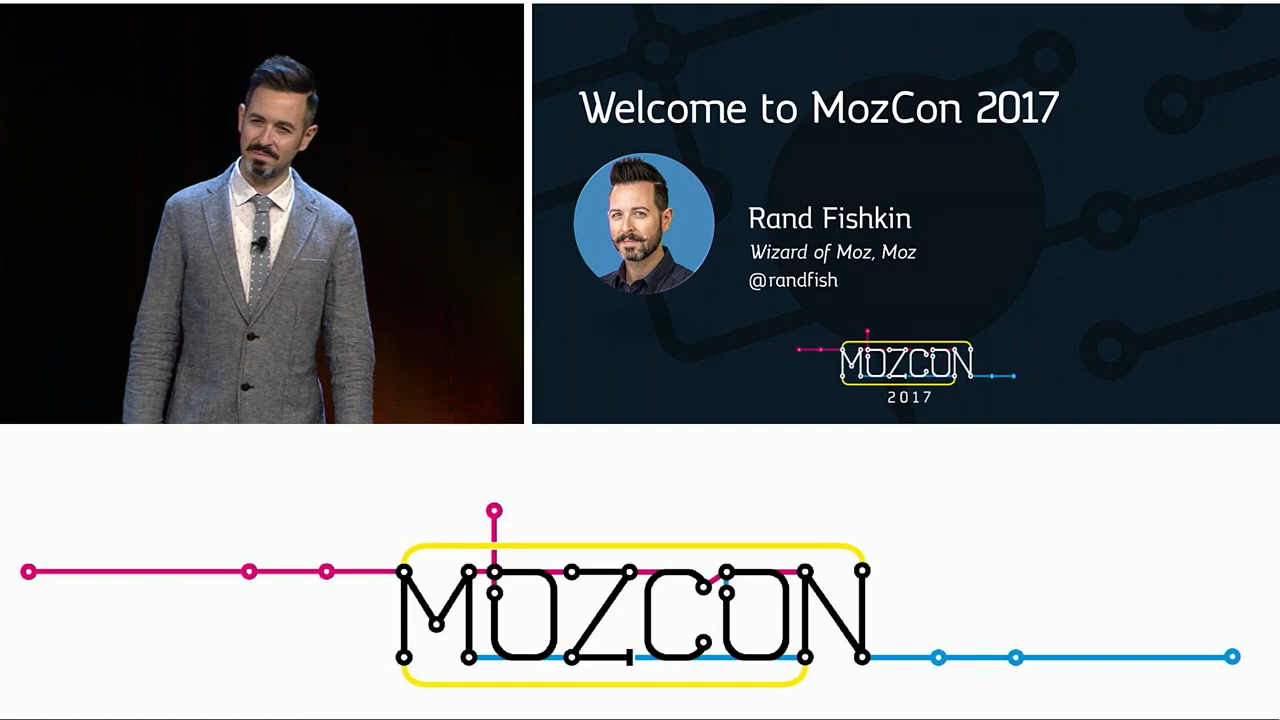 Welcome to MozCon 2017
Rand Fishkin
Wizard of Moz, Moz
@randfish
MOZCON
2017
MOZCON